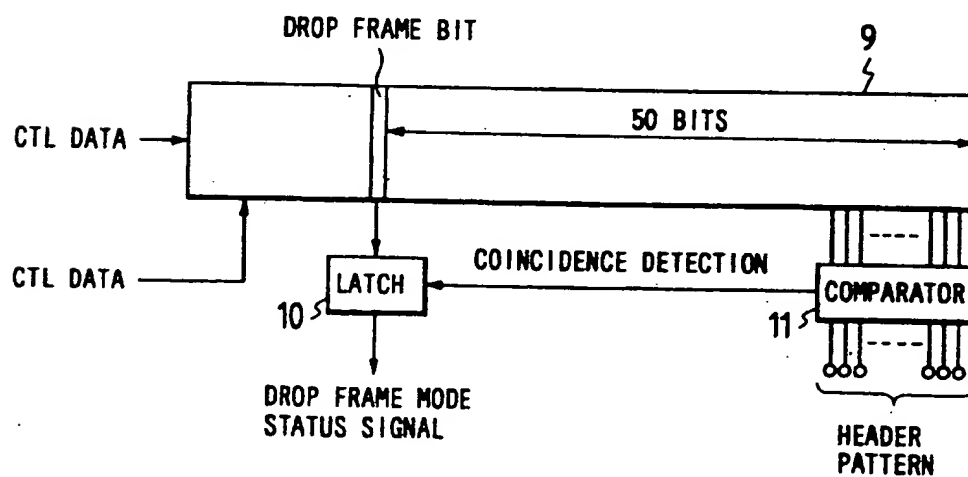 DROP FRAME BIT
9
50 BITS
CTL DATA
CTL DATA
COINCIDENCE DETECTION
LATCH
COMPARATOR
10
11
DROP FRAME MODE
STATUS SIGNAL
HEADER
PATTERN